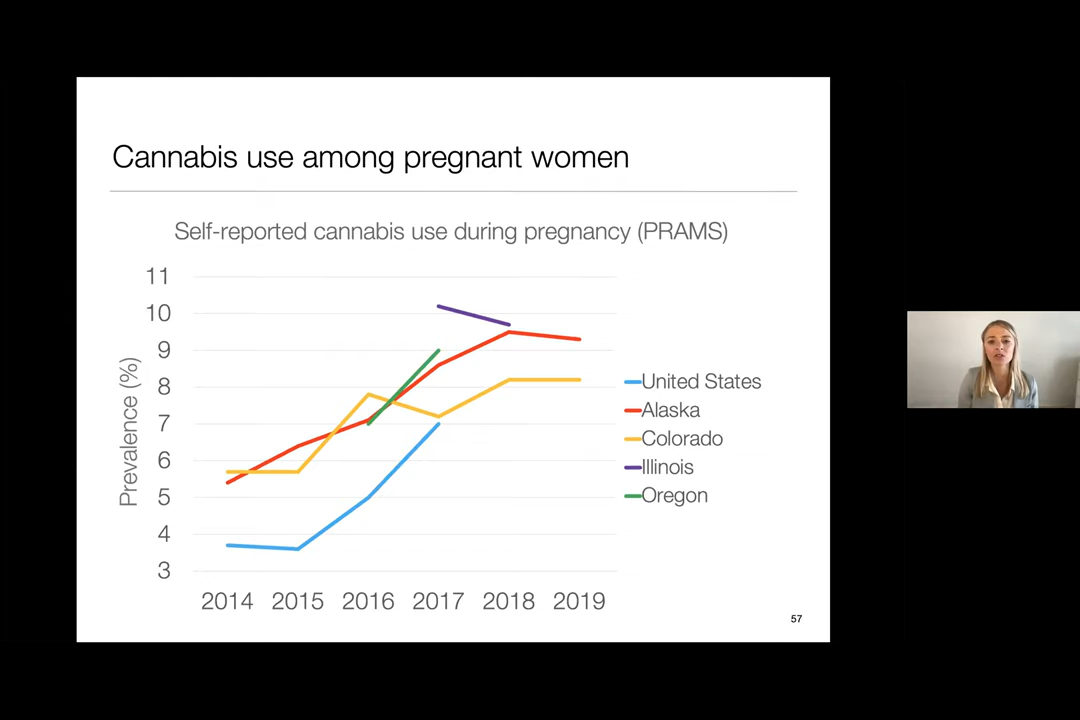 Cannabis use among pregnant women
Self-reported cannabis use during pregnancy (PRAMS)
Prevalence (%)
11
10
9
8
7
6
5
4
3
2014 2015 2016 2017 2018 2019
United States
Alaska
Colorado
Illinois
Oregon
57